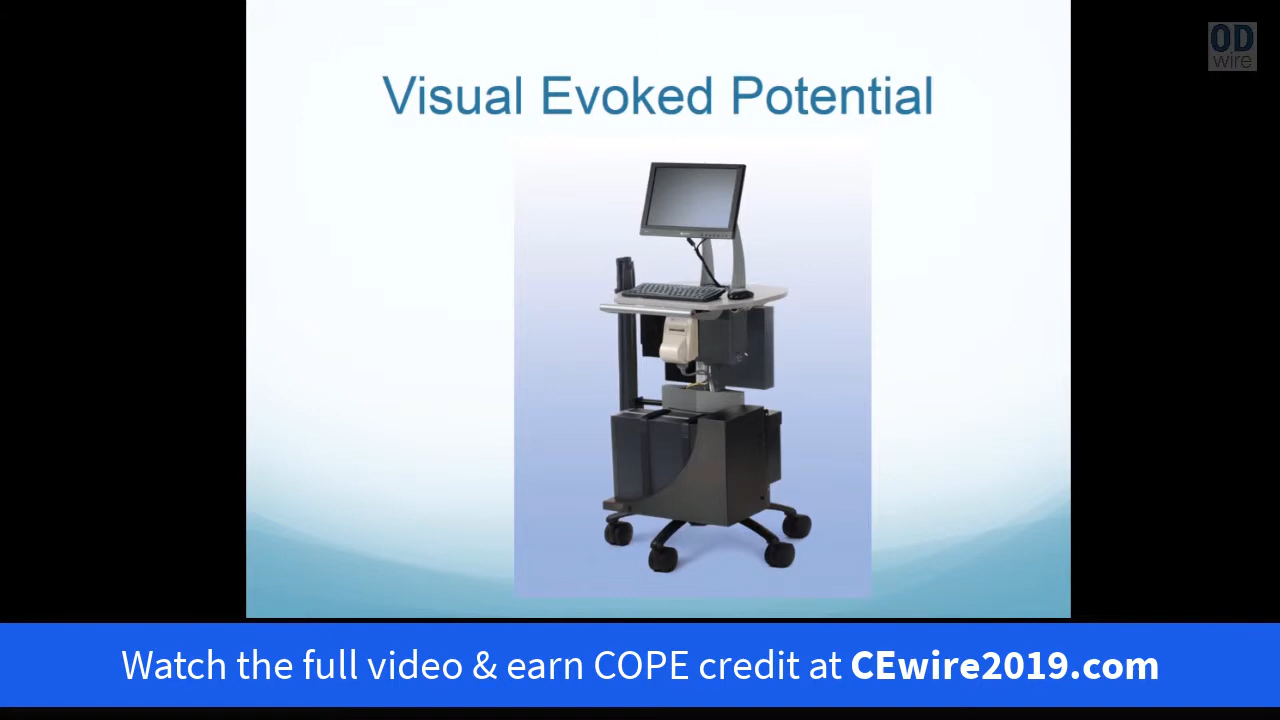 OD
wire
Visual Evoked Potential
Watch the full video & earn COPE credit at CEwire2019.com